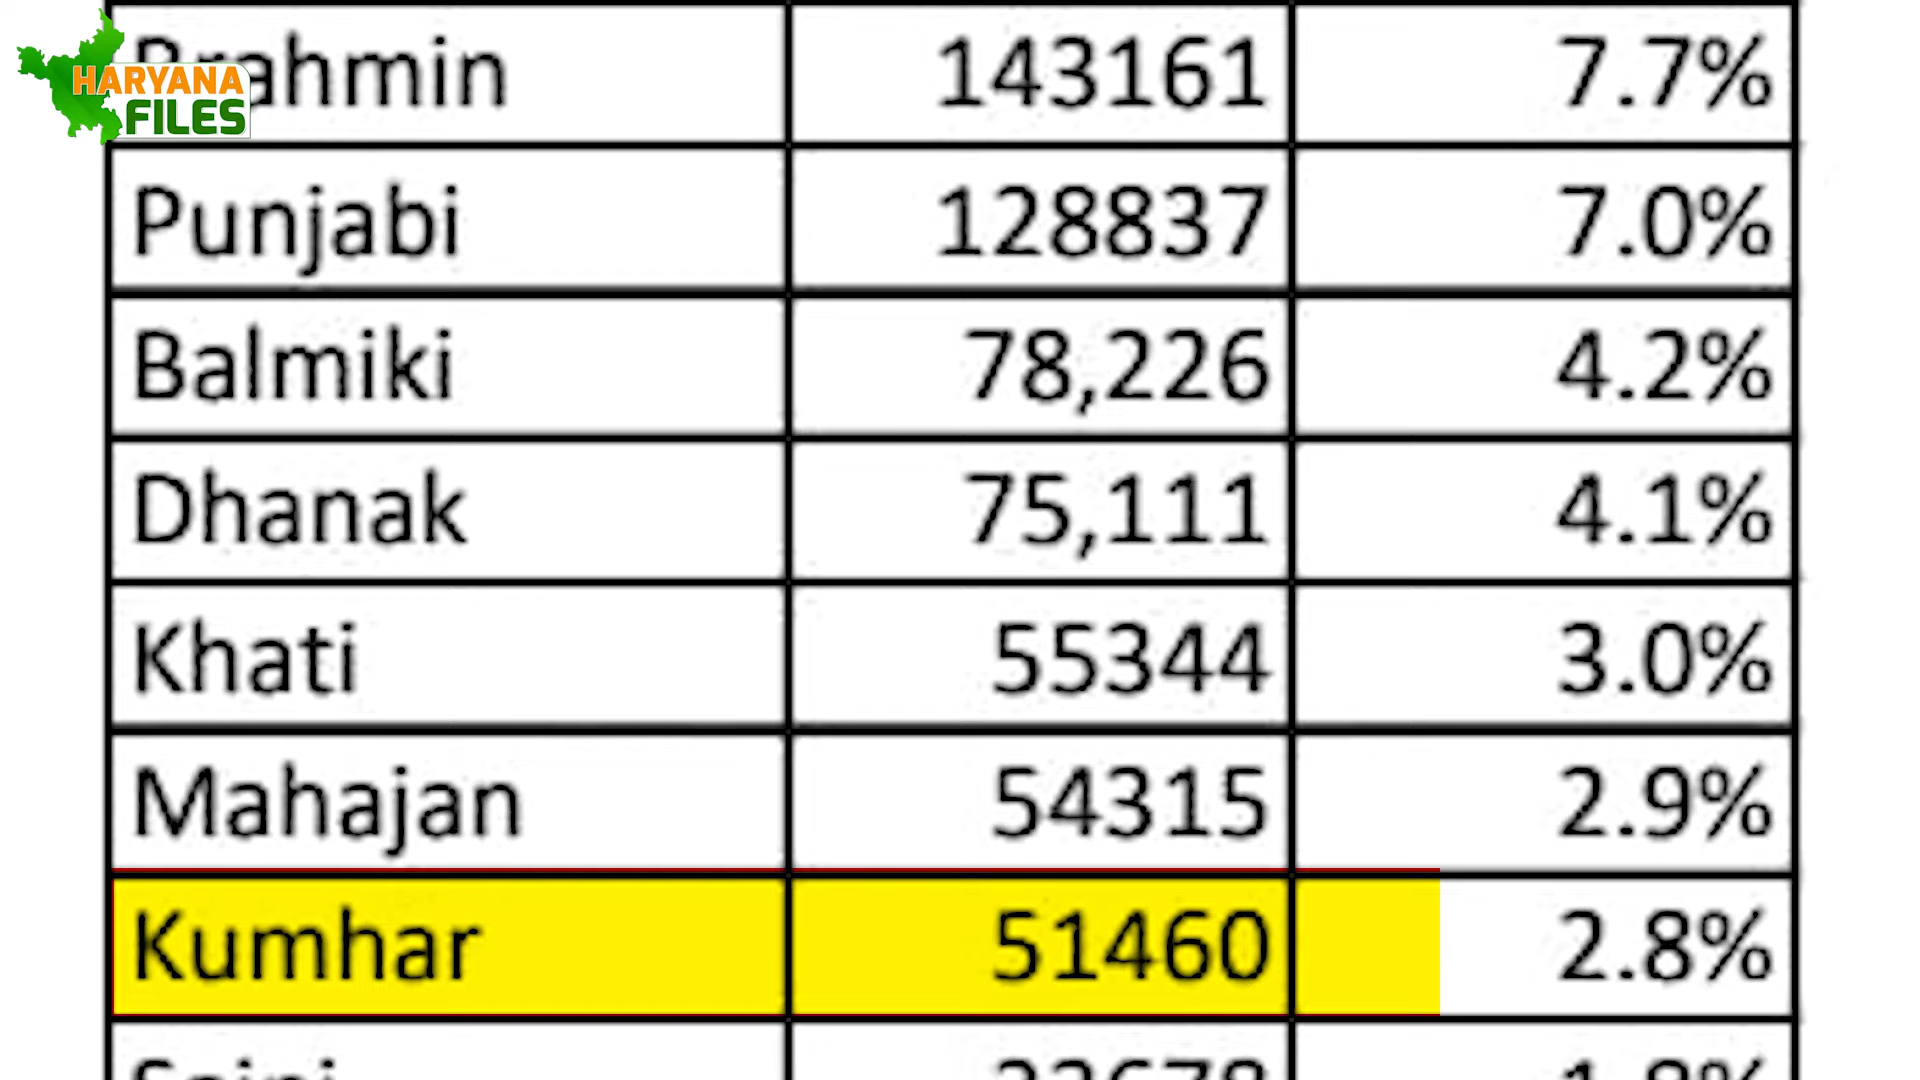 HARYANA
FILES
Brahmin 143161 7.7%
Punjabi 128837 7.0%
Balmiki 78,226 4.2%
Dhanak 75,111 4.1%
Khati 55344 3.0%
Mahajan 54315 2.9%
Kumhar 51460 2.8%